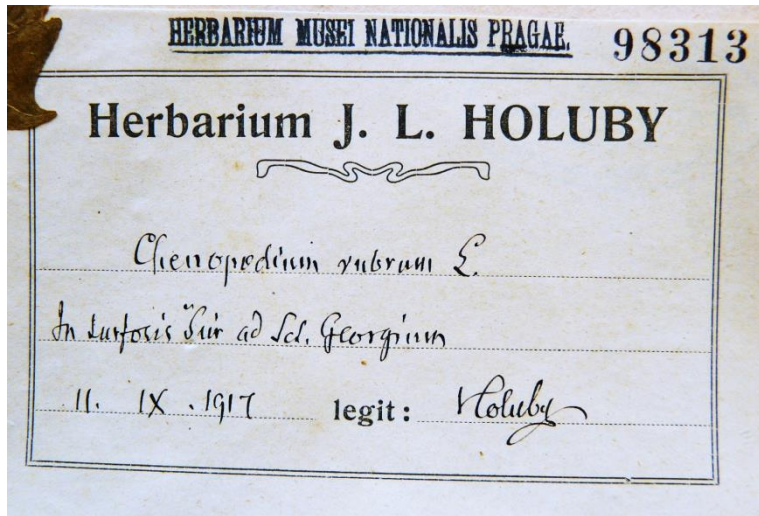 HERBARIUM MUSEI NATIONALIS PRAGAE. 98313
Herbarium J. L. HOLUBY
Chenopodium rubrum L.
In turfosis "Šúr ad Sct. Georgium
11. IX. 1917 legit: Holuby